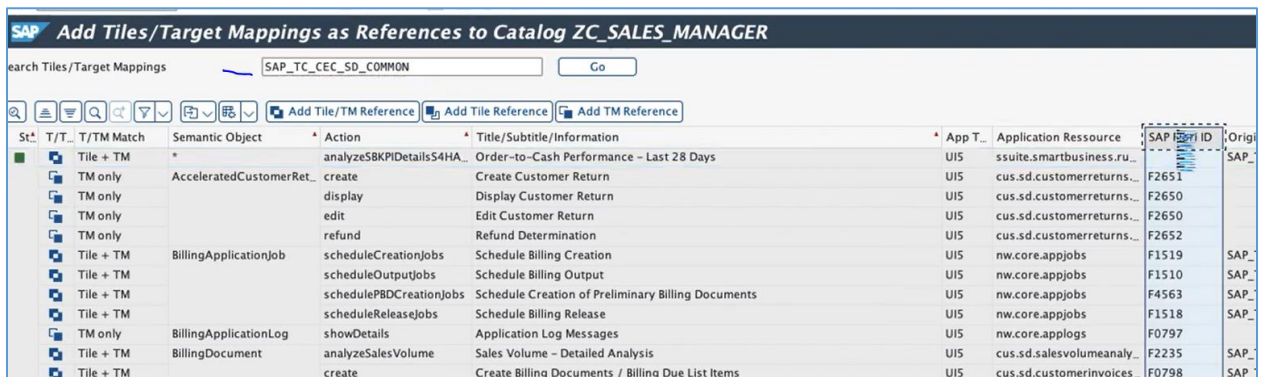 SAP Add Tiles/Target Mappings as References to Catalog ZC_SALES_MANAGER
earch Tiles/Target Mappings SAP_TC_CEC_SD_COMMON Go
Add Tile/TM Reference Add Tile Reference Add TM Reference
St. T/T... T/TM Match Semantic Object Action Title/Subtitle/Information App T... Application Ressource SAP ID Origi
Tile + TM * analyzeSBKPIDetailsS4HA... Order-to-Cash Performance – Last 28 Days UI5 ssuite.smartbusiness.ru... SAP_
TM only AcceleratedCustomerRet... create Create Customer Return UI5 cus.sd.customerreturns.... F2651
TM only display Display Customer Return UI5 cus.sd.customerreturns.... F2650
TM only edit Edit Customer Return UI5 cus.sd.customerreturns.... F2650
TM only refund Refund Determination UI5 cus.sd.customerreturns.... F2652
Tile + TM BillingApplicationJob scheduleCreationJobs Schedule Billing Creation UI5 nw.core.appjobs F1519 SAP_
Tile + TM scheduleOutputJobs Schedule Billing Output UI5 nw.core.appjobs F1510 SAP_
Tile + TM schedulePBDCreationJobs Schedule Creation of Preliminary Billing Documents UI5 nw.core.appjobs F4563 SAP_
Tile + TM scheduleReleaseJobs Schedule Billing Release UI5 nw.core.appjobs F1518 SAP_
TM only BillingApplicationLog showDetails Application Log Messages UI5 nw.core.applogs F0797
Tile + TM BillingDocument analyzeSalesVolume Sales Volume – Detailed Analysis UI5 cus.sd.salesvolumeanaly... F2235 SAP_
Tile + TM create Create Billing Documents / Billing Due List Items UI5 cus.sd.customerinvoices... F0798 SAP